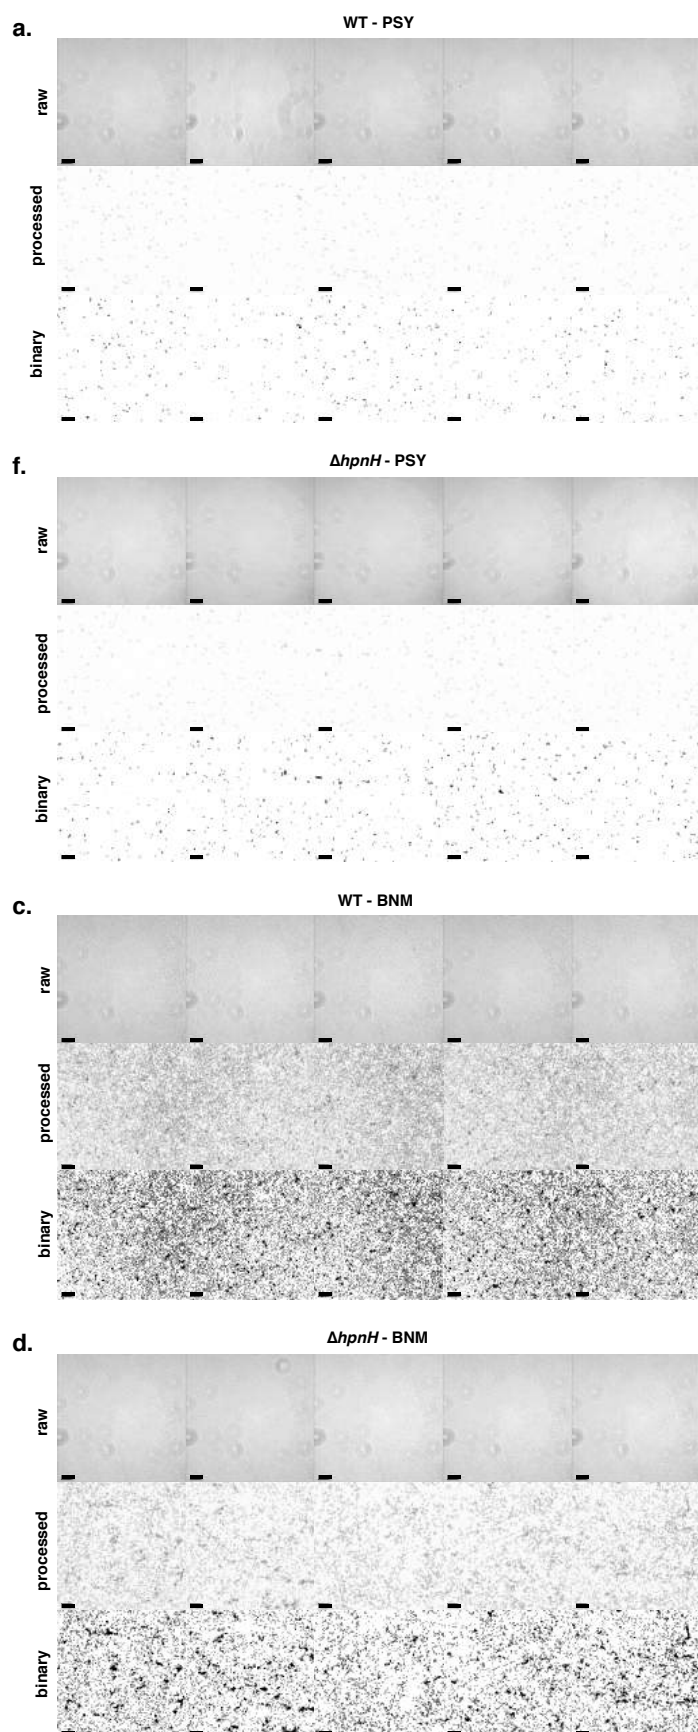 a.
WT - PSY
raw
processed
binary
f.
ΔhpnH - PSY
raw
processed
binary
c.
WT - BNM
raw
processed
binary
d.
ΔhpnH - BNM
raw
processed
binary